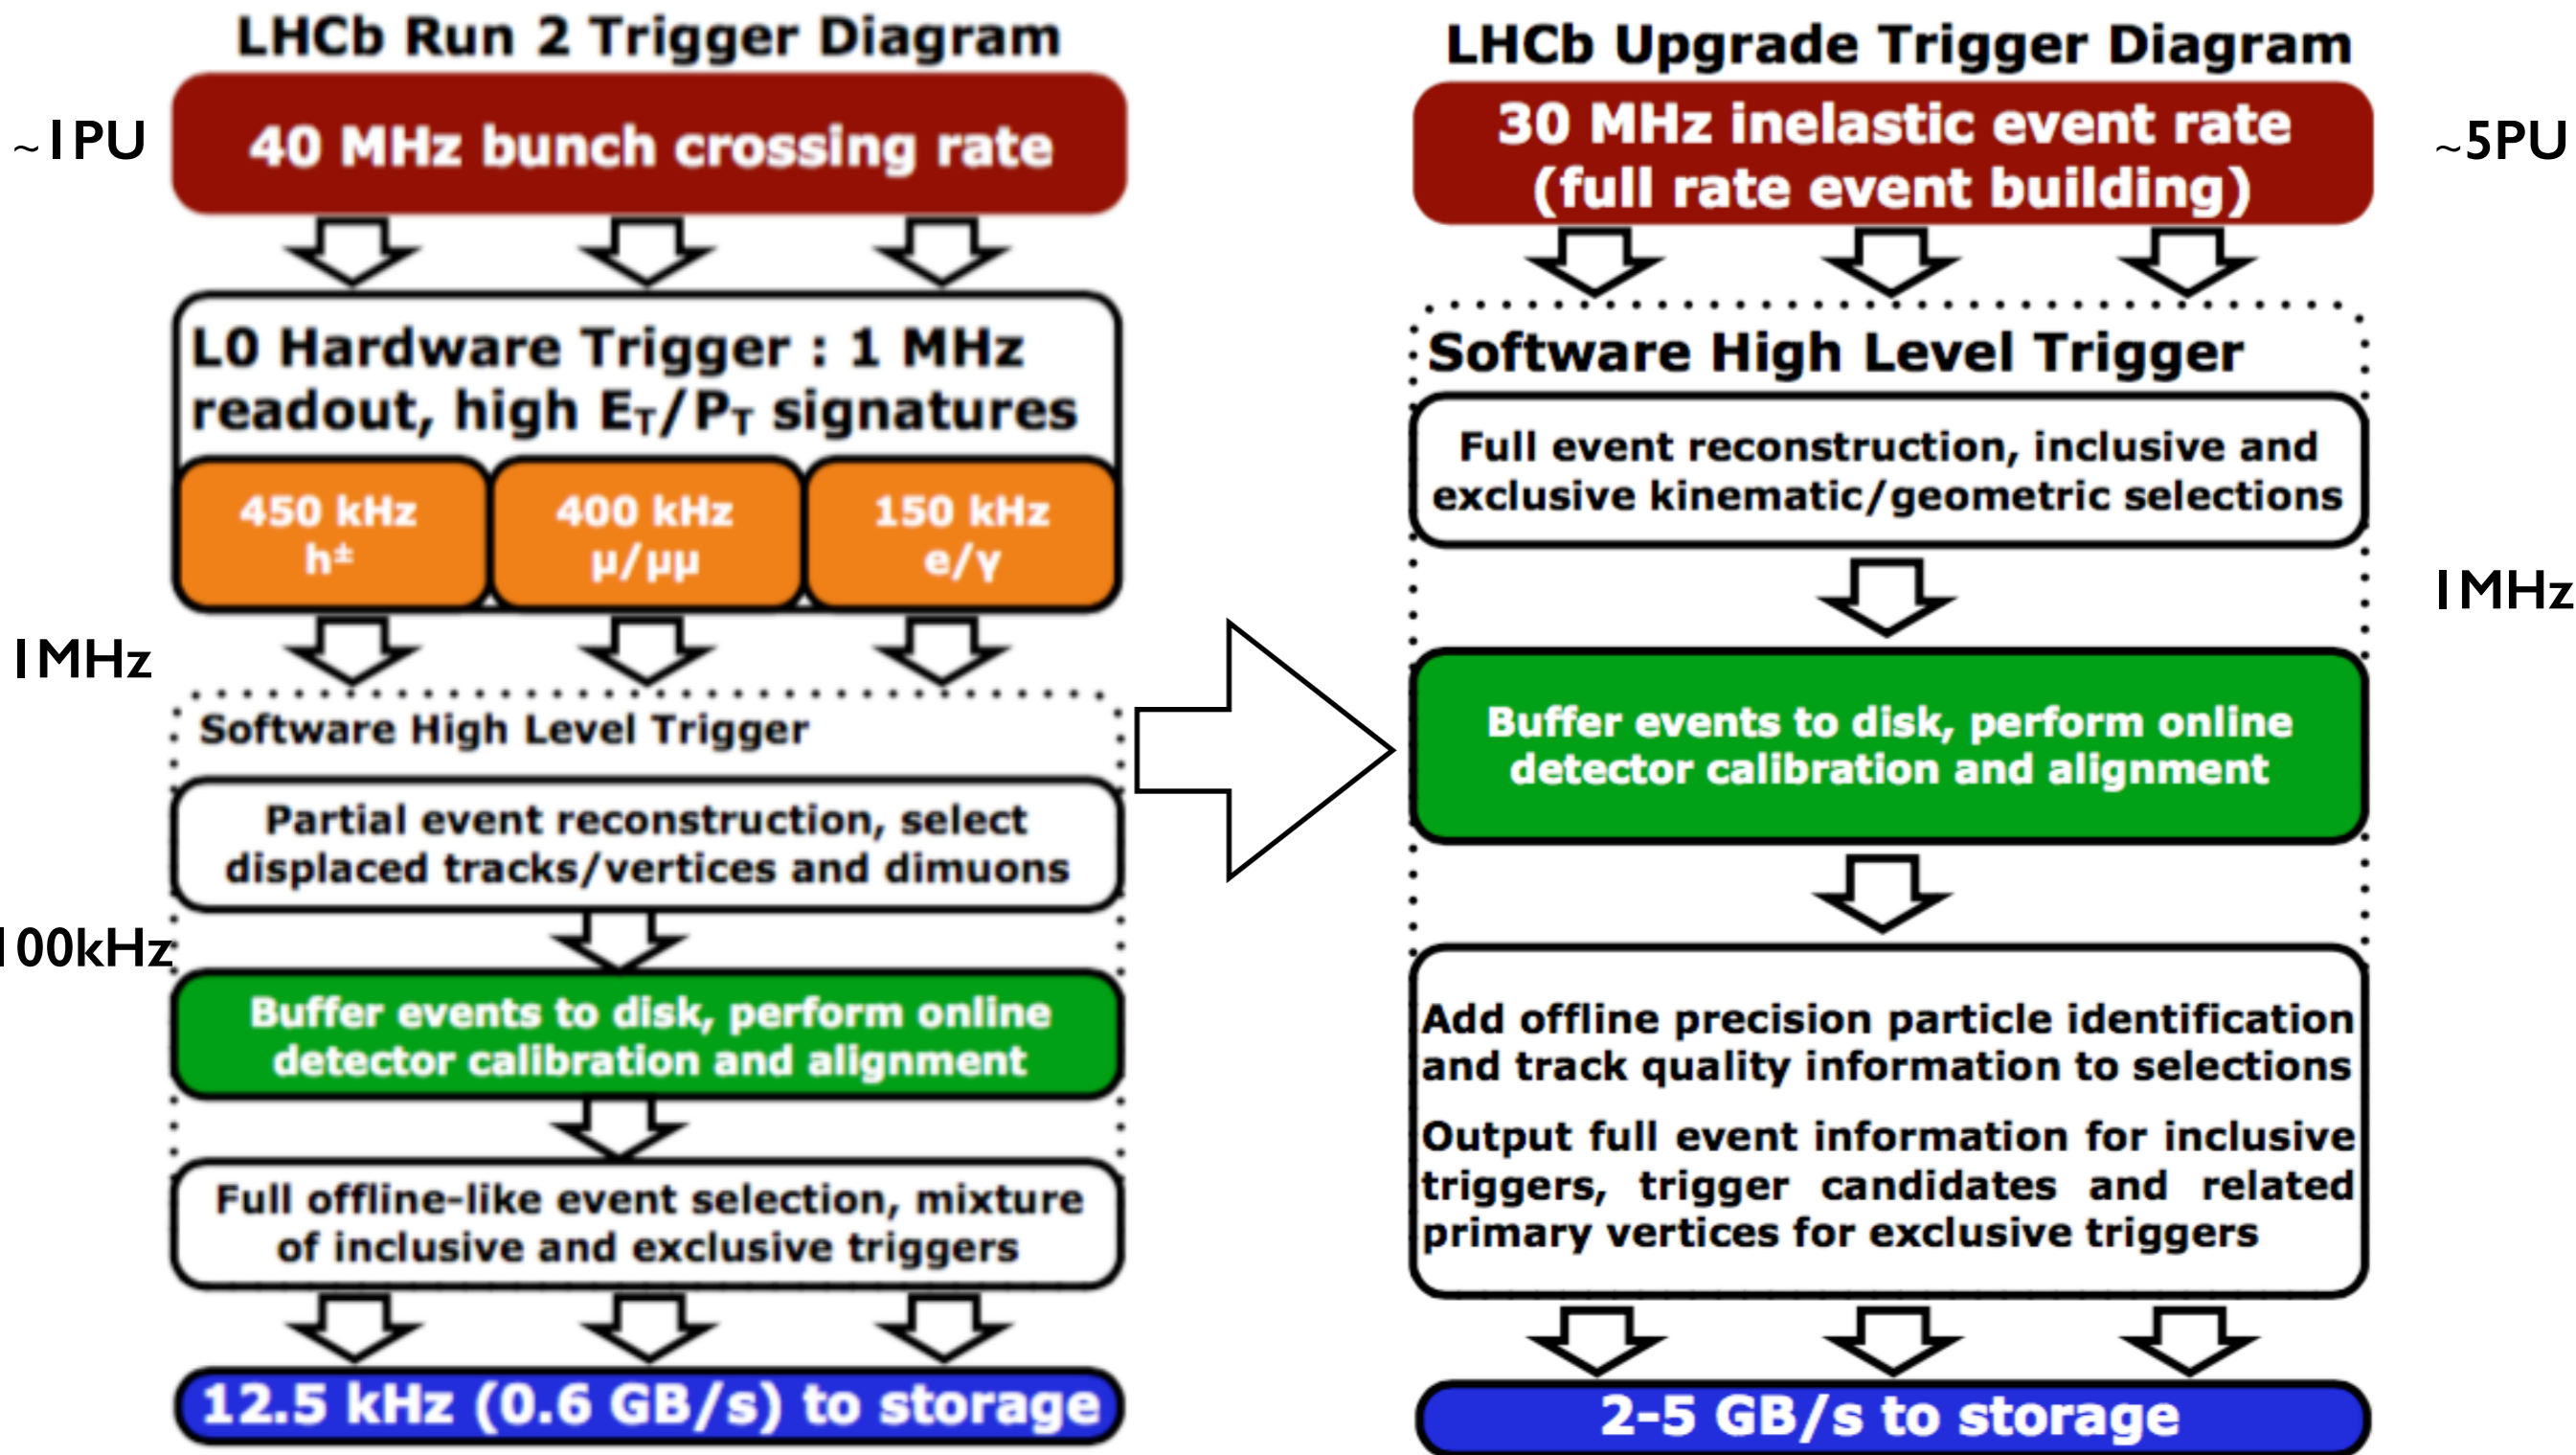 LHCb Run 2 Trigger Diagram
~1PU
40 MHz bunch crossing rate
L0 Hardware Trigger : 1 MHz
readout, high ET/PT signatures
450 kHz
h±
400 kHz
μ/μμ
150 kHz
e/γ
1MHz
Software High Level Trigger
Partial event reconstruction, select
displaced tracks/vertices and dimuons
100kHz
Buffer events to disk, perform online
detector calibration and alignment
Full offline-like event selection, mixture
of inclusive and exclusive triggers
12.5 kHz (0.6 GB/s) to storage
LHCb Upgrade Trigger Diagram
30 MHz inelastic event rate
(full rate event building)
~5PU
Software High Level Trigger
Full event reconstruction, inclusive and
exclusive kinematic/geometric selections
1MHz
Buffer events to disk, perform online
detector calibration and alignment
Add offline precision particle identification
and track quality information to selections
Output full event information for inclusive
triggers, trigger candidates and related
primary vertices for exclusive triggers
2-5 GB/s to storage